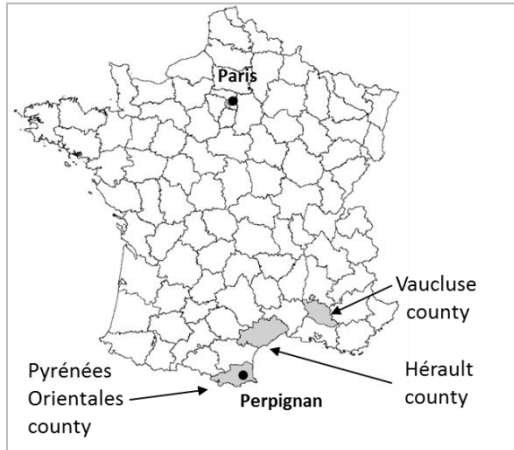 Paris
Vaucluse
county
Pyrénées
Orientales
county
Perpignan
Hérault
county